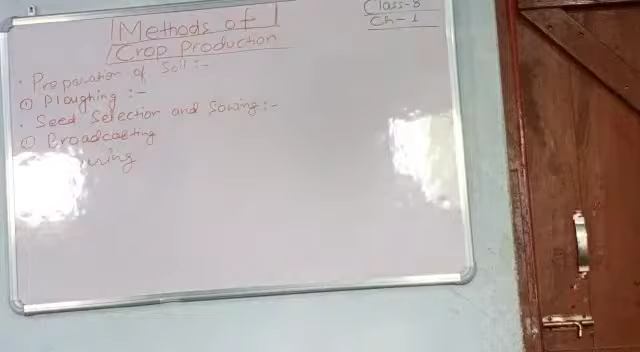 Methods of
Crop Production
Class-8
Ch-1
· Preparation of Soil :-
① Ploughing :-
· Seed Selection and Sowing :-
① Broadcasting